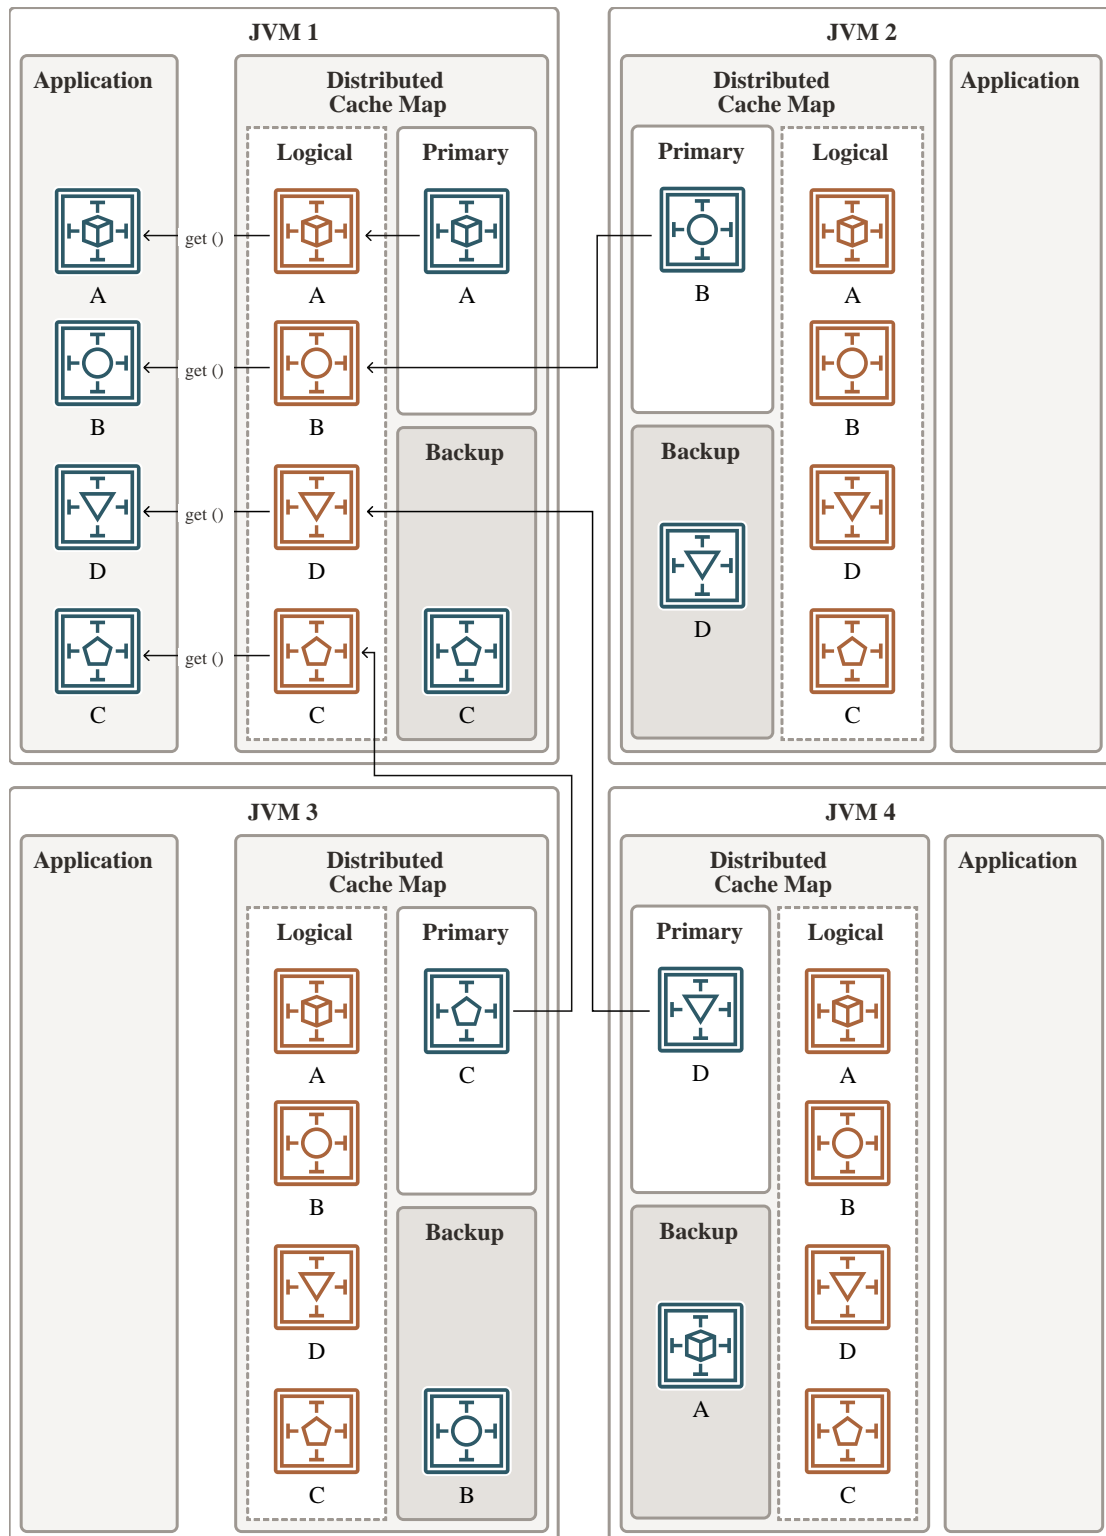 JVM 1
Application
Distributed
Cache Map
Logical
Primary
A
get ()
A
A
B
get ()
B
Backup
D
get ()
D
C
get ()
C
C
JVM 2
Distributed
Cache Map
Application
Primary
Logical
B
A
B
Backup
D
D
C
JVM 3
Application
Distributed
Cache Map
Logical
Primary
A
C
B
Backup
D
C
B
JVM 4
Distributed
Cache Map
Application
Primary
Logical
D
A
B
Backup
D
A
C